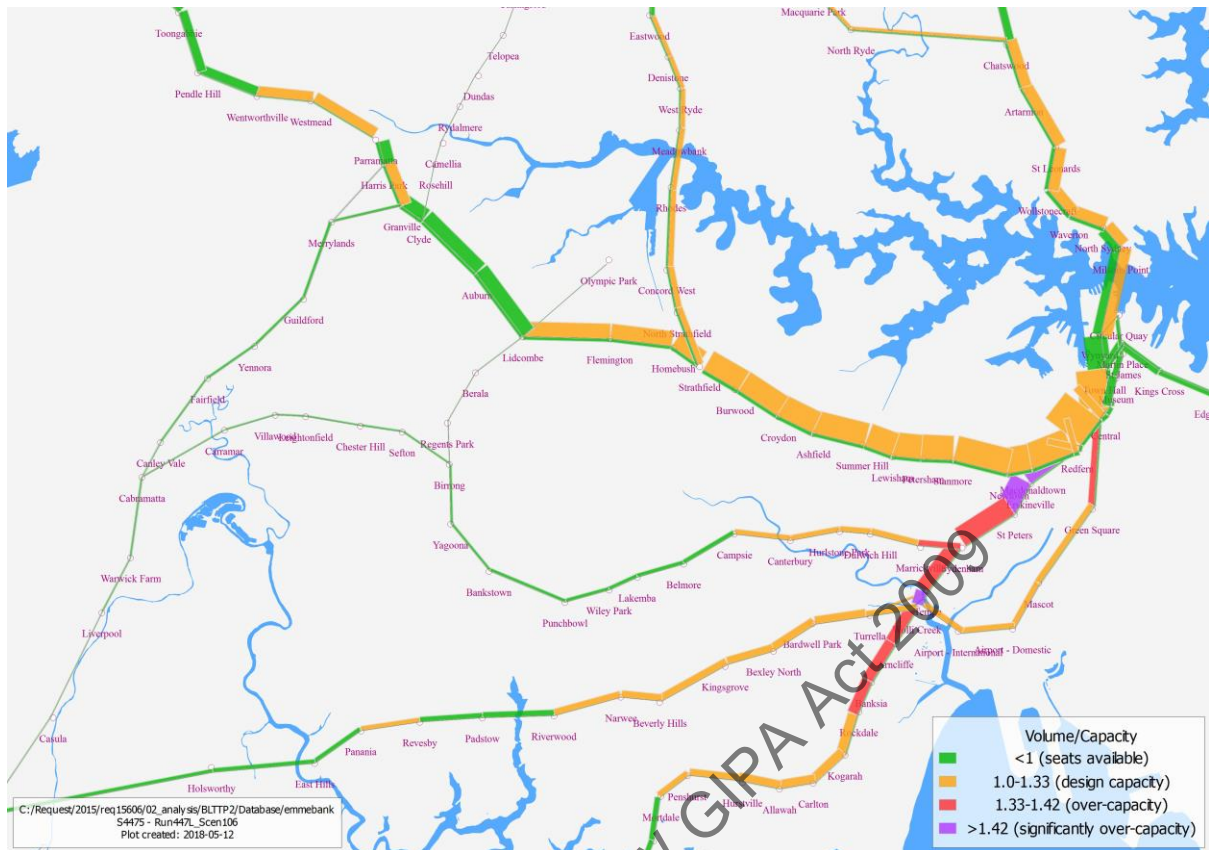 Macquarie Park
Toongabbie
Eastwood
North Ryde
Telopea
Chatswood
Pendle Hill
Denistone
Dundas
Wentworthville
West Ryde
Artarmon
Westmead
Rydalmere
Meadowbank
Parramatta
Camellia
St Leonards
Harris Park
Rosehill
Rhodes
Wollstonecraft
Granville
Clyde
Waverton
Merrylands
North Sydney
Milsons Point
Olympic Park
Auburn
Concord West
Guildford
North Strathfield
Circular Quay
Yennora
Lidcombe
Flemington
Homebush
Wynyard
Martin Place
Strathfield
St James
Kings Cross
Fairfield
Berala
Town Hall
Museum
Burwood
Edg
Villawood
Leightonfield
Chester Hill
Regents Park
Croydon
Central
Canley Vale
Carramar
Sefton
Ashfield
Redfern
Summer Hill
Lewisham
Petersham
Stanmore
Cabramatta
Birrong
Macdonaldtown
Newtown
Erskineville
Green Square
Yagoona
St Peters
Campsie
Canterbury
Hurlstone Park
Dulwich Hill
Marrickville
Sydenham
Warwick Farm
Bankstown
Belmore
Lakemba
Wiley Park
Punchbowl
Mascot
Liverpool
Tempe
Wolli Creek
Turrella
Bardwell Park
Airport - International
Airport - Domestic
Arncliffe
Bexley North
Kingsgrove
Banksia
Narwee
Beverly Hills
Rockdale
Casula
Panania
Revesby
Padstow
Riverwood
Kogarah
Holsworthy
East Hills
Penshurst
Hurstville
Allawah
Carlton
Mortdale
GIPA Act 2009
Volume/Capacity
<1 (seats available)
1.0-1.33 (design capacity)
1.33-1.42 (over-capacity)
>1.42 (significantly over-capacity)
C:/Request/2015/req15606/02_analysis/BLTTP2/Database/emmebank
S4475 - Run447L_Scen106
Plot created: 2018-05-12